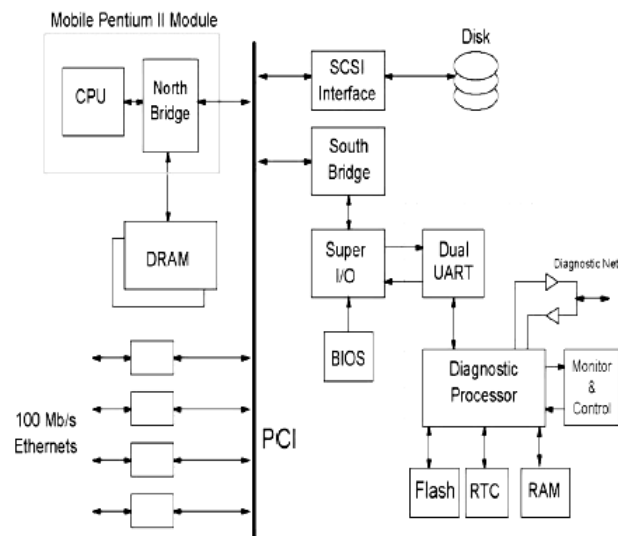 Mobile Pentium II Module
CPU
North
Bridge
DRAM
SCSI
Interface
Disk
South
Bridge
Super
I/O
Dual
UART
BIOS
Diagnostic Net
Diagnostic
Processor
Monitor
&
Control
Flash
RTC
RAM
100 Mb/s
Ethernets
PCI